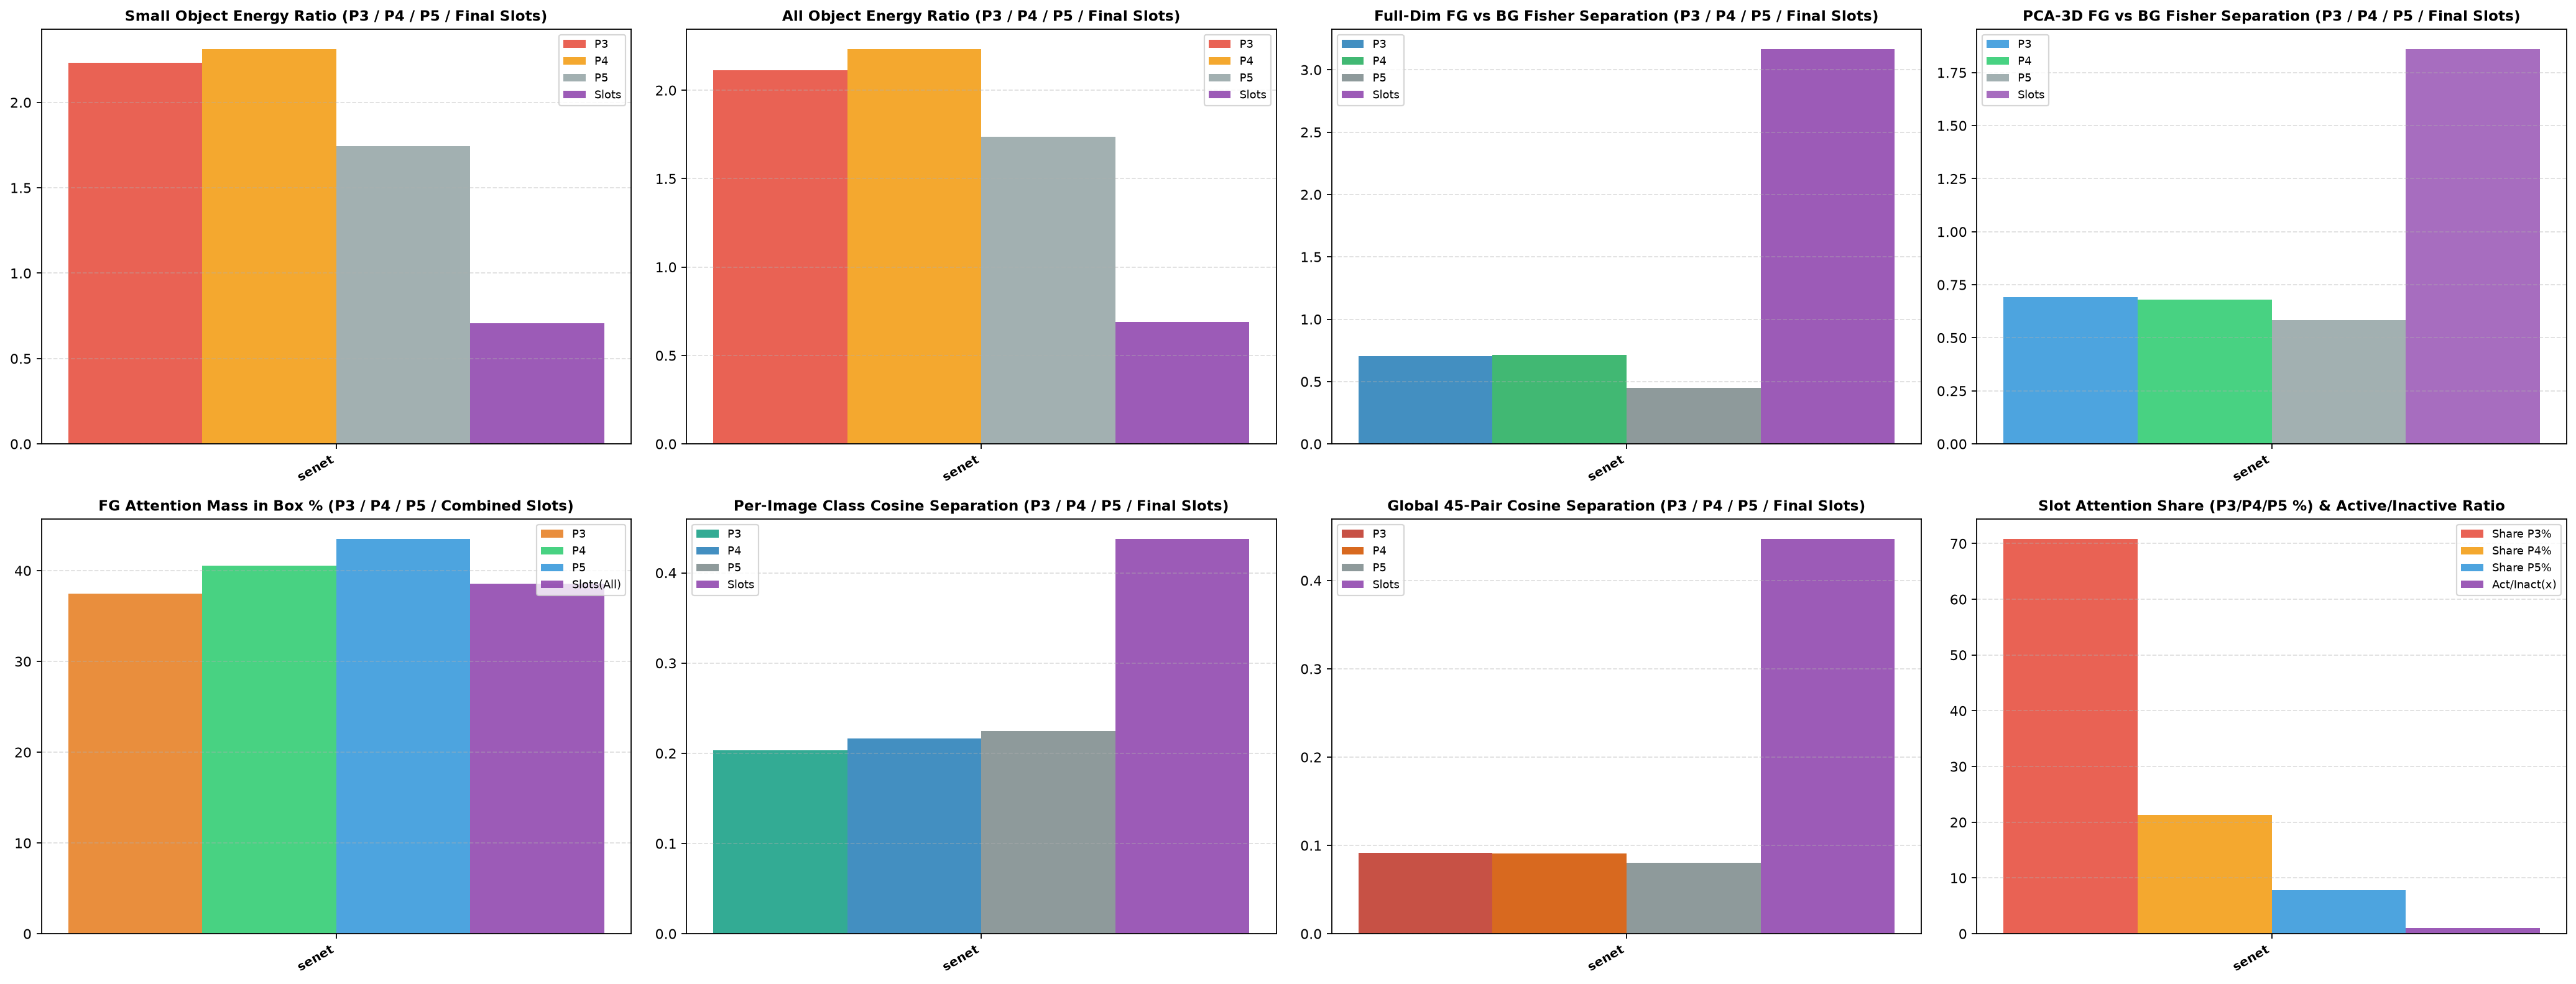 Small Object Energy Ratio (P3 / P4 / P5 / Final Slots)
2.0
1.5
1.0
0.5
0.0
P3
P4
P5
Slots
senet
All Object Energy Ratio (P3 / P4 / P5 / Final Slots)
2.0
1.5
1.0
0.5
0.0
P3
P4
P5
Slots
senet
Full-Dim FG vs BG Fisher Separation (P3 / P4 / P5 / Final Slots)
3.0
2.5
2.0
1.5
1.0
0.5
0.0
P3
P4
P5
Slots
senet
PCA-3D FG vs BG Fisher Separation (P3 / P4 / P5 / Final Slots)
1.75
1.50
1.25
1.00
0.75
0.50
0.25
0.00
P3
P4
P5
Slots
senet
FG Attention Mass in Box % (P3 / P4 / P5 / Combined Slots)
40
30
20
10
0
P3
P4
P5
Slots(All)
senet
Per-Image Class Cosine Separation (P3 / P4 / P5 / Final Slots)
0.4
0.3
0.2
0.1
0.0
P3
P4
P5
Slots
senet
Global 45-Pair Cosine Separation (P3 / P4 / P5 / Final Slots)
0.4
0.3
0.2
0.1
0.0
P3
P4
P5
Slots
senet
Slot Attention Share (P3/P4/P5 %) & Active/Inactive Ratio
70
60
50
40
30
20
10
0
Share P3%
Share P4%
Share P5%
Act/Inact(x)
senet